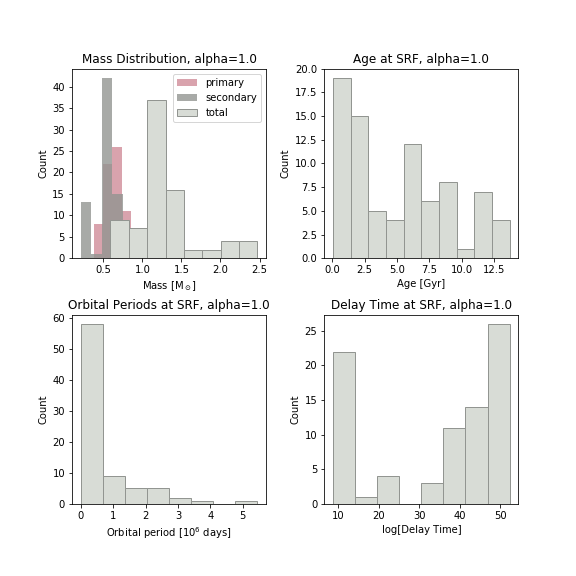 Mass Distribution, alpha=1.0
40
35
30
25
20
15
10
5
0
Count
primary
secondary
total
0.5 1.0 1.5 2.0 2.5
Mass [M⊙]
Age at SRF, alpha=1.0
20.0
17.5
15.0
12.5
10.0
7.5
5.0
2.5
0.0
Count
0.0 2.5 5.0 7.5 10.0 12.5
Age [Gyr]
Orbital Periods at SRF, alpha=1.0
60
50
40
30
20
10
0
Count
0 1 2 3 4 5
Orbital period [10⁶ days]
Delay Time at SRF, alpha=1.0
25
20
15
10
5
0
Count
10 20 30 40 50
log[Delay Time]